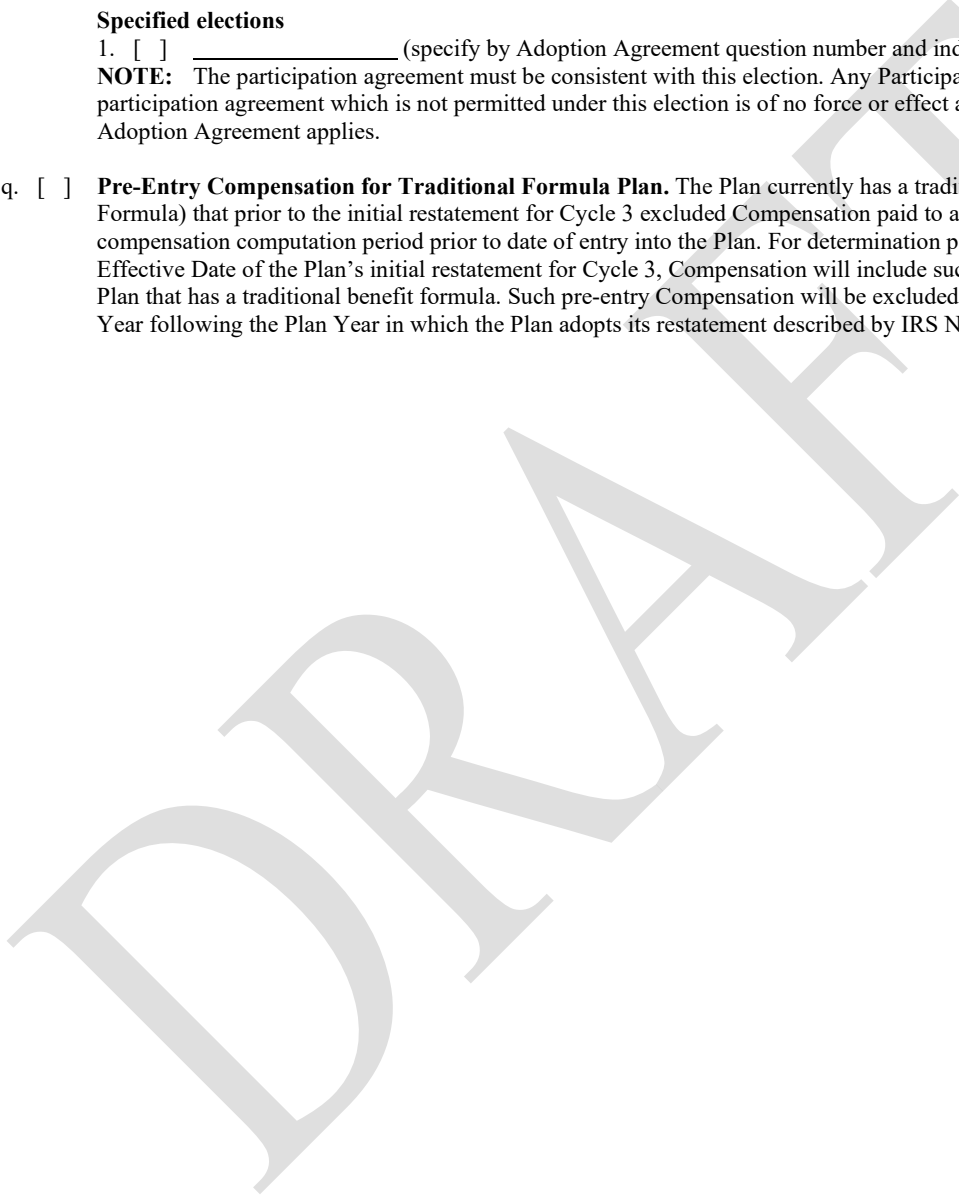 Specified elections
1. [ ] ________________ (specify by Adoption Agreement question number and
NOTE: The participation agreement must be consistent with this election. Any
participation agreement which is not permitted under this election is of no force or effect
Adoption Agreement applies.
q. [ ] Pre-Entry Compensation for Traditional Formula Plan. The Plan currently has a
Formula) that prior to the initial restatement for Cycle 3 excluded Compensation paid to
compensation computation period prior to date of entry into the Plan. For determination
Effective Date of the Plan's initial restatement for Cycle 3, Compensation will include
Plan that has a traditional benefit formula. Such pre-entry Compensation will be excluded
Year following the Plan Year in which the Plan adopts its restatement described by IRS
DRAFT